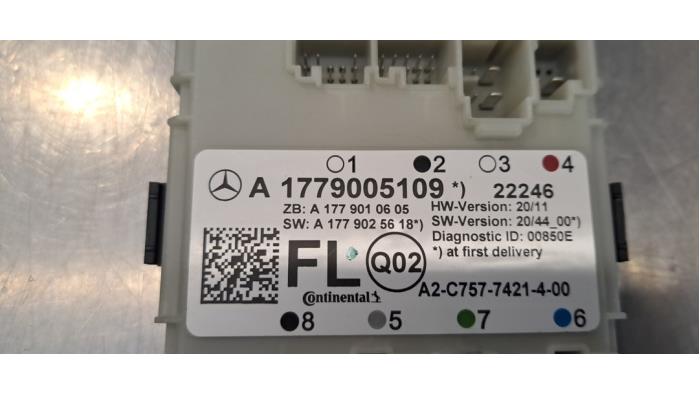 1 2 3 4
A 1779005109 *) 22246
ZB: A 177 901 06 05
SW: A 177 902 56 18*)
HW-Version: 20/11
SW-Version: 20/44_00*)
Diagnostic ID: 00850E
*) at first delivery
FL Q02
Continental
A2-C757-7421-4-00
8 5 7 6